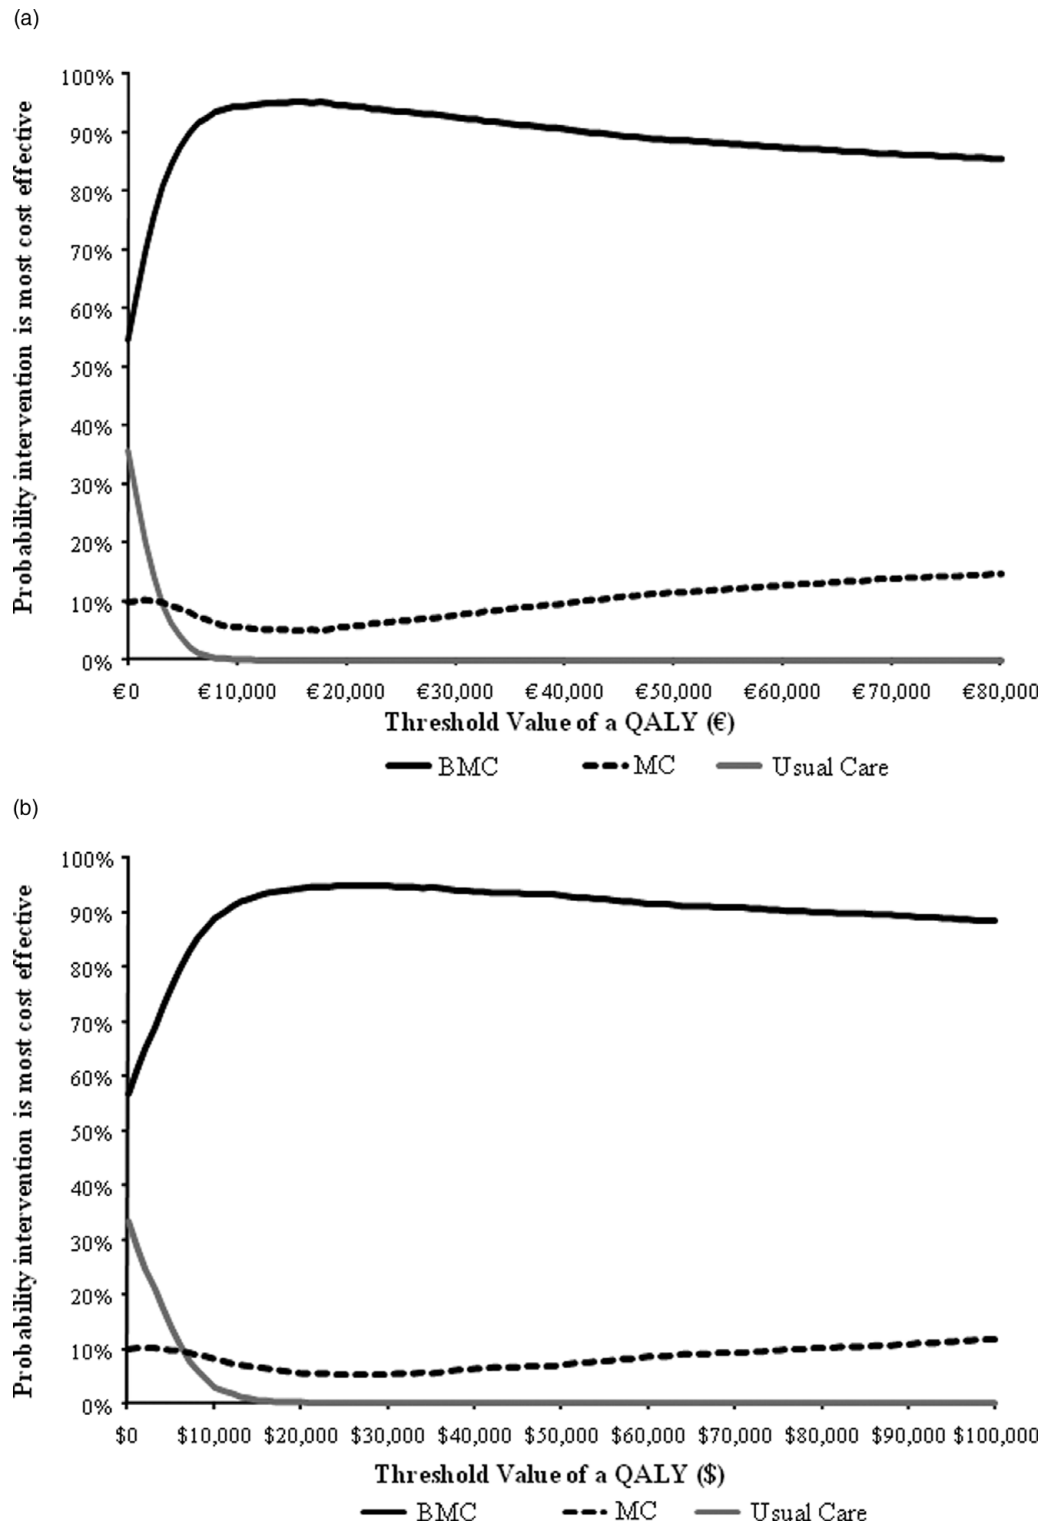 (a)
Probability intervention is most cost effective
100%
90%
80%
70%
60%
50%
40%
30%
20%
10%
0%
€0 €10,000 €20,000 €30,000 €40,000 €50,000 €60,000 €70,000 €80,000
Threshold Value of a QALY (€)
BMC MC Usual Care
(b)
Probability intervention is most cost effective
100%
90%
80%
70%
60%
50%
40%
30%
20%
10%
0%
$0 $10,000 $20,000 $30,000 $40,000 $50,000 $60,000 $70,000 $80,000 $90,000 $100,000
Threshold Value of a QALY ($)
BMC MC Usual Care